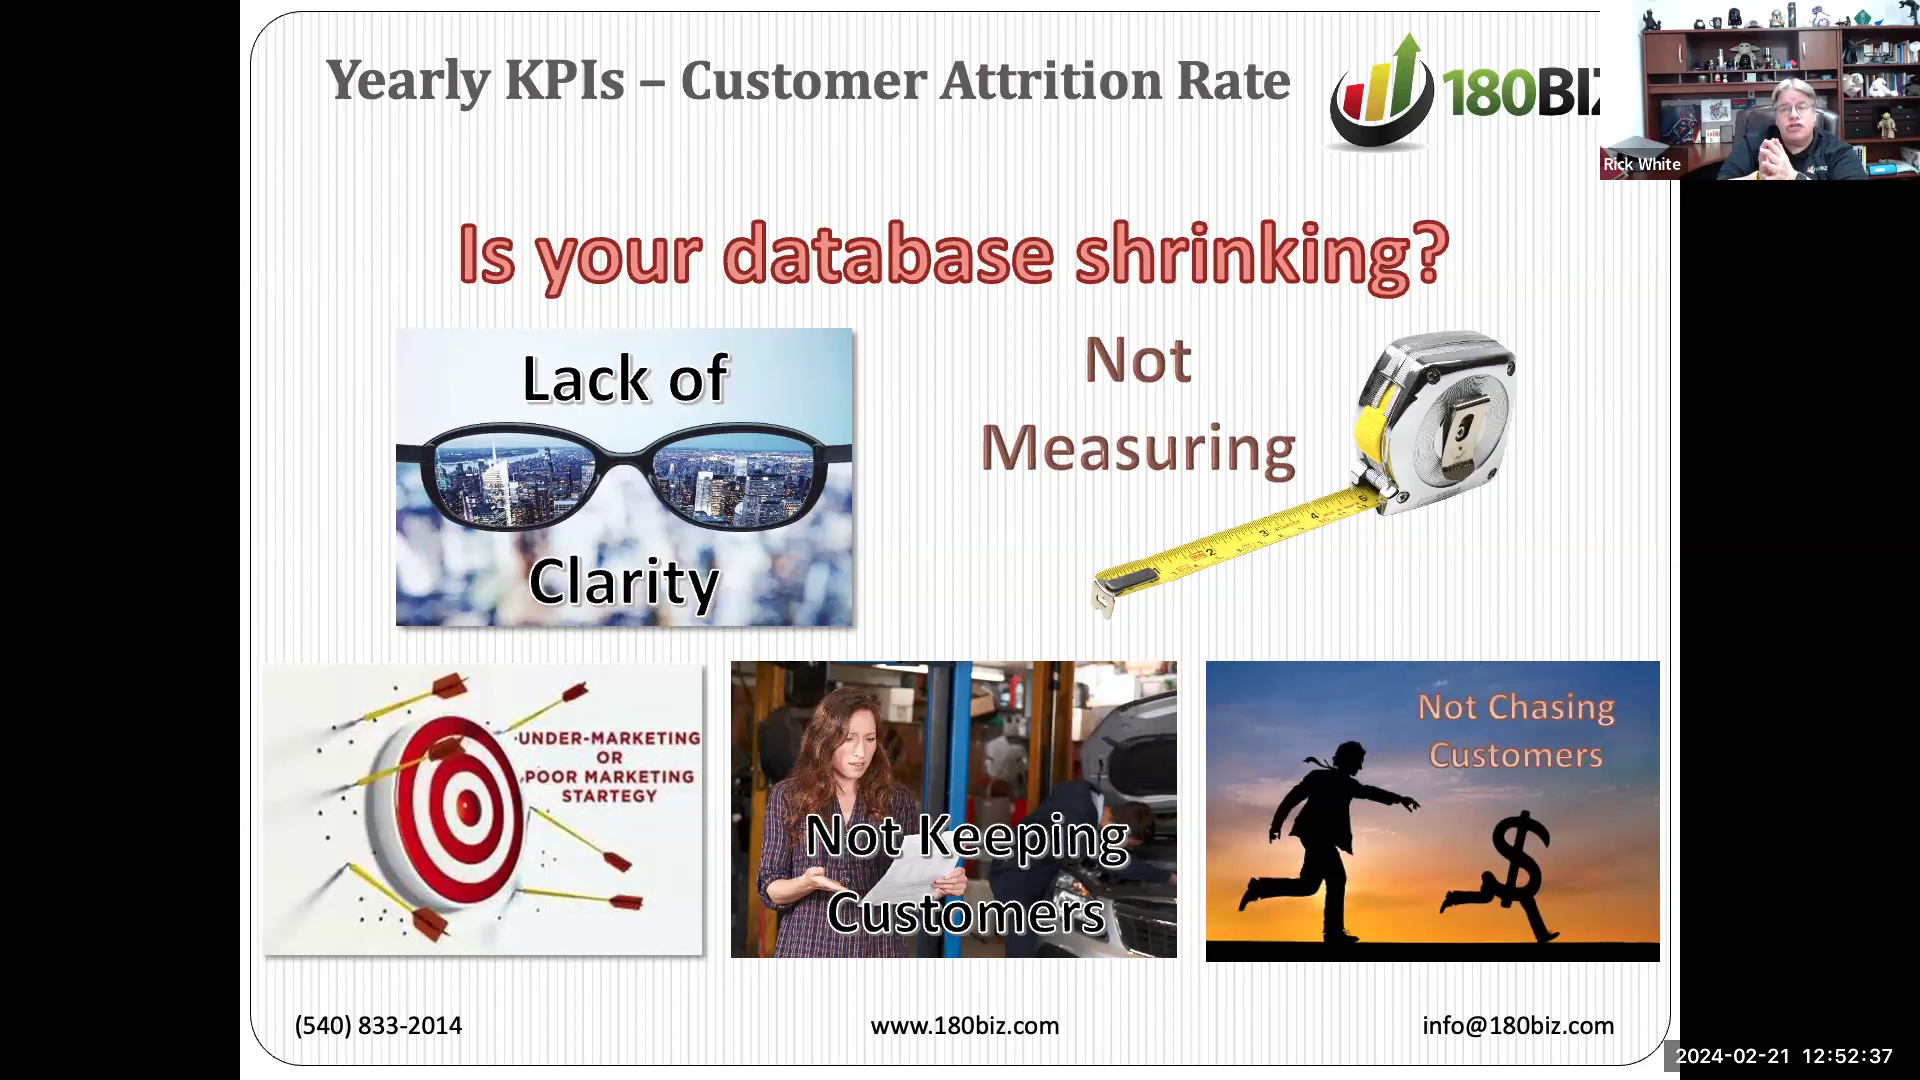 Yearly KPIs – Customer Attrition Rate
180BIZ
Rick White
Is your database shrinking?
Lack of
Clarity
Not
Measuring
UNDER-MARKETING
OR
POOR MARKETING
STARTEGY
Not Keeping
Customers
Not Chasing
Customers
(540) 833-2014
www.180biz.com
info@180biz.com
2024-02-21 12:52:37